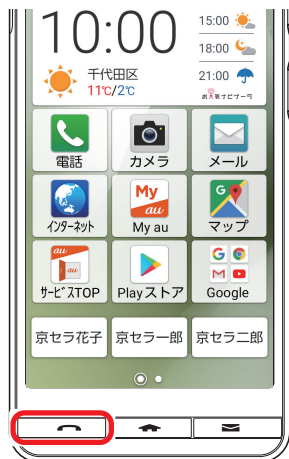 10:00
15:00
18:00
21:00
千代田区
11℃/2℃
お天気ナビゲータ
電話
カメラ
メール
インターネット
My
au
My au
マップ
G
au
au
サービスTOP
Playストア
G
M
Google
京セラ花子
京セラ一郎
京セラ二郎